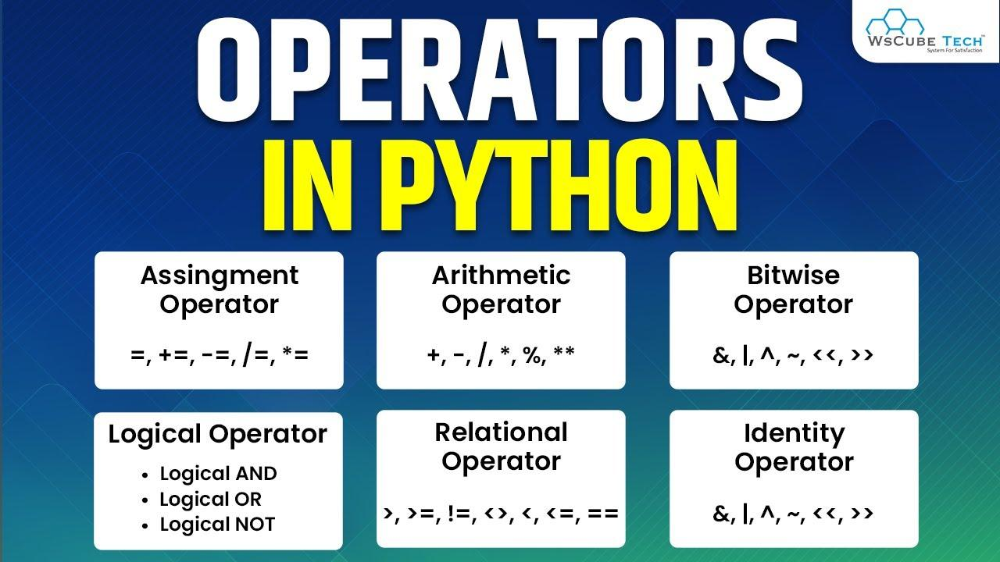 WsCube Tech™
System For Satisfaction
OPERATORS
IN PYTHON
Assingment
Operator
=, +=, -=, /=, *=
Arithmetic
Operator
+, -, /, *, %, **
Bitwise
Operator
&, |, ^, ~, <<, >>
Logical Operator
• Logical AND
• Logical OR
• Logical NOT
Relational
Operator
>, >=, !=, <>, <, <=, ==
Identity
Operator
&, |, ^, ~, <<, >>